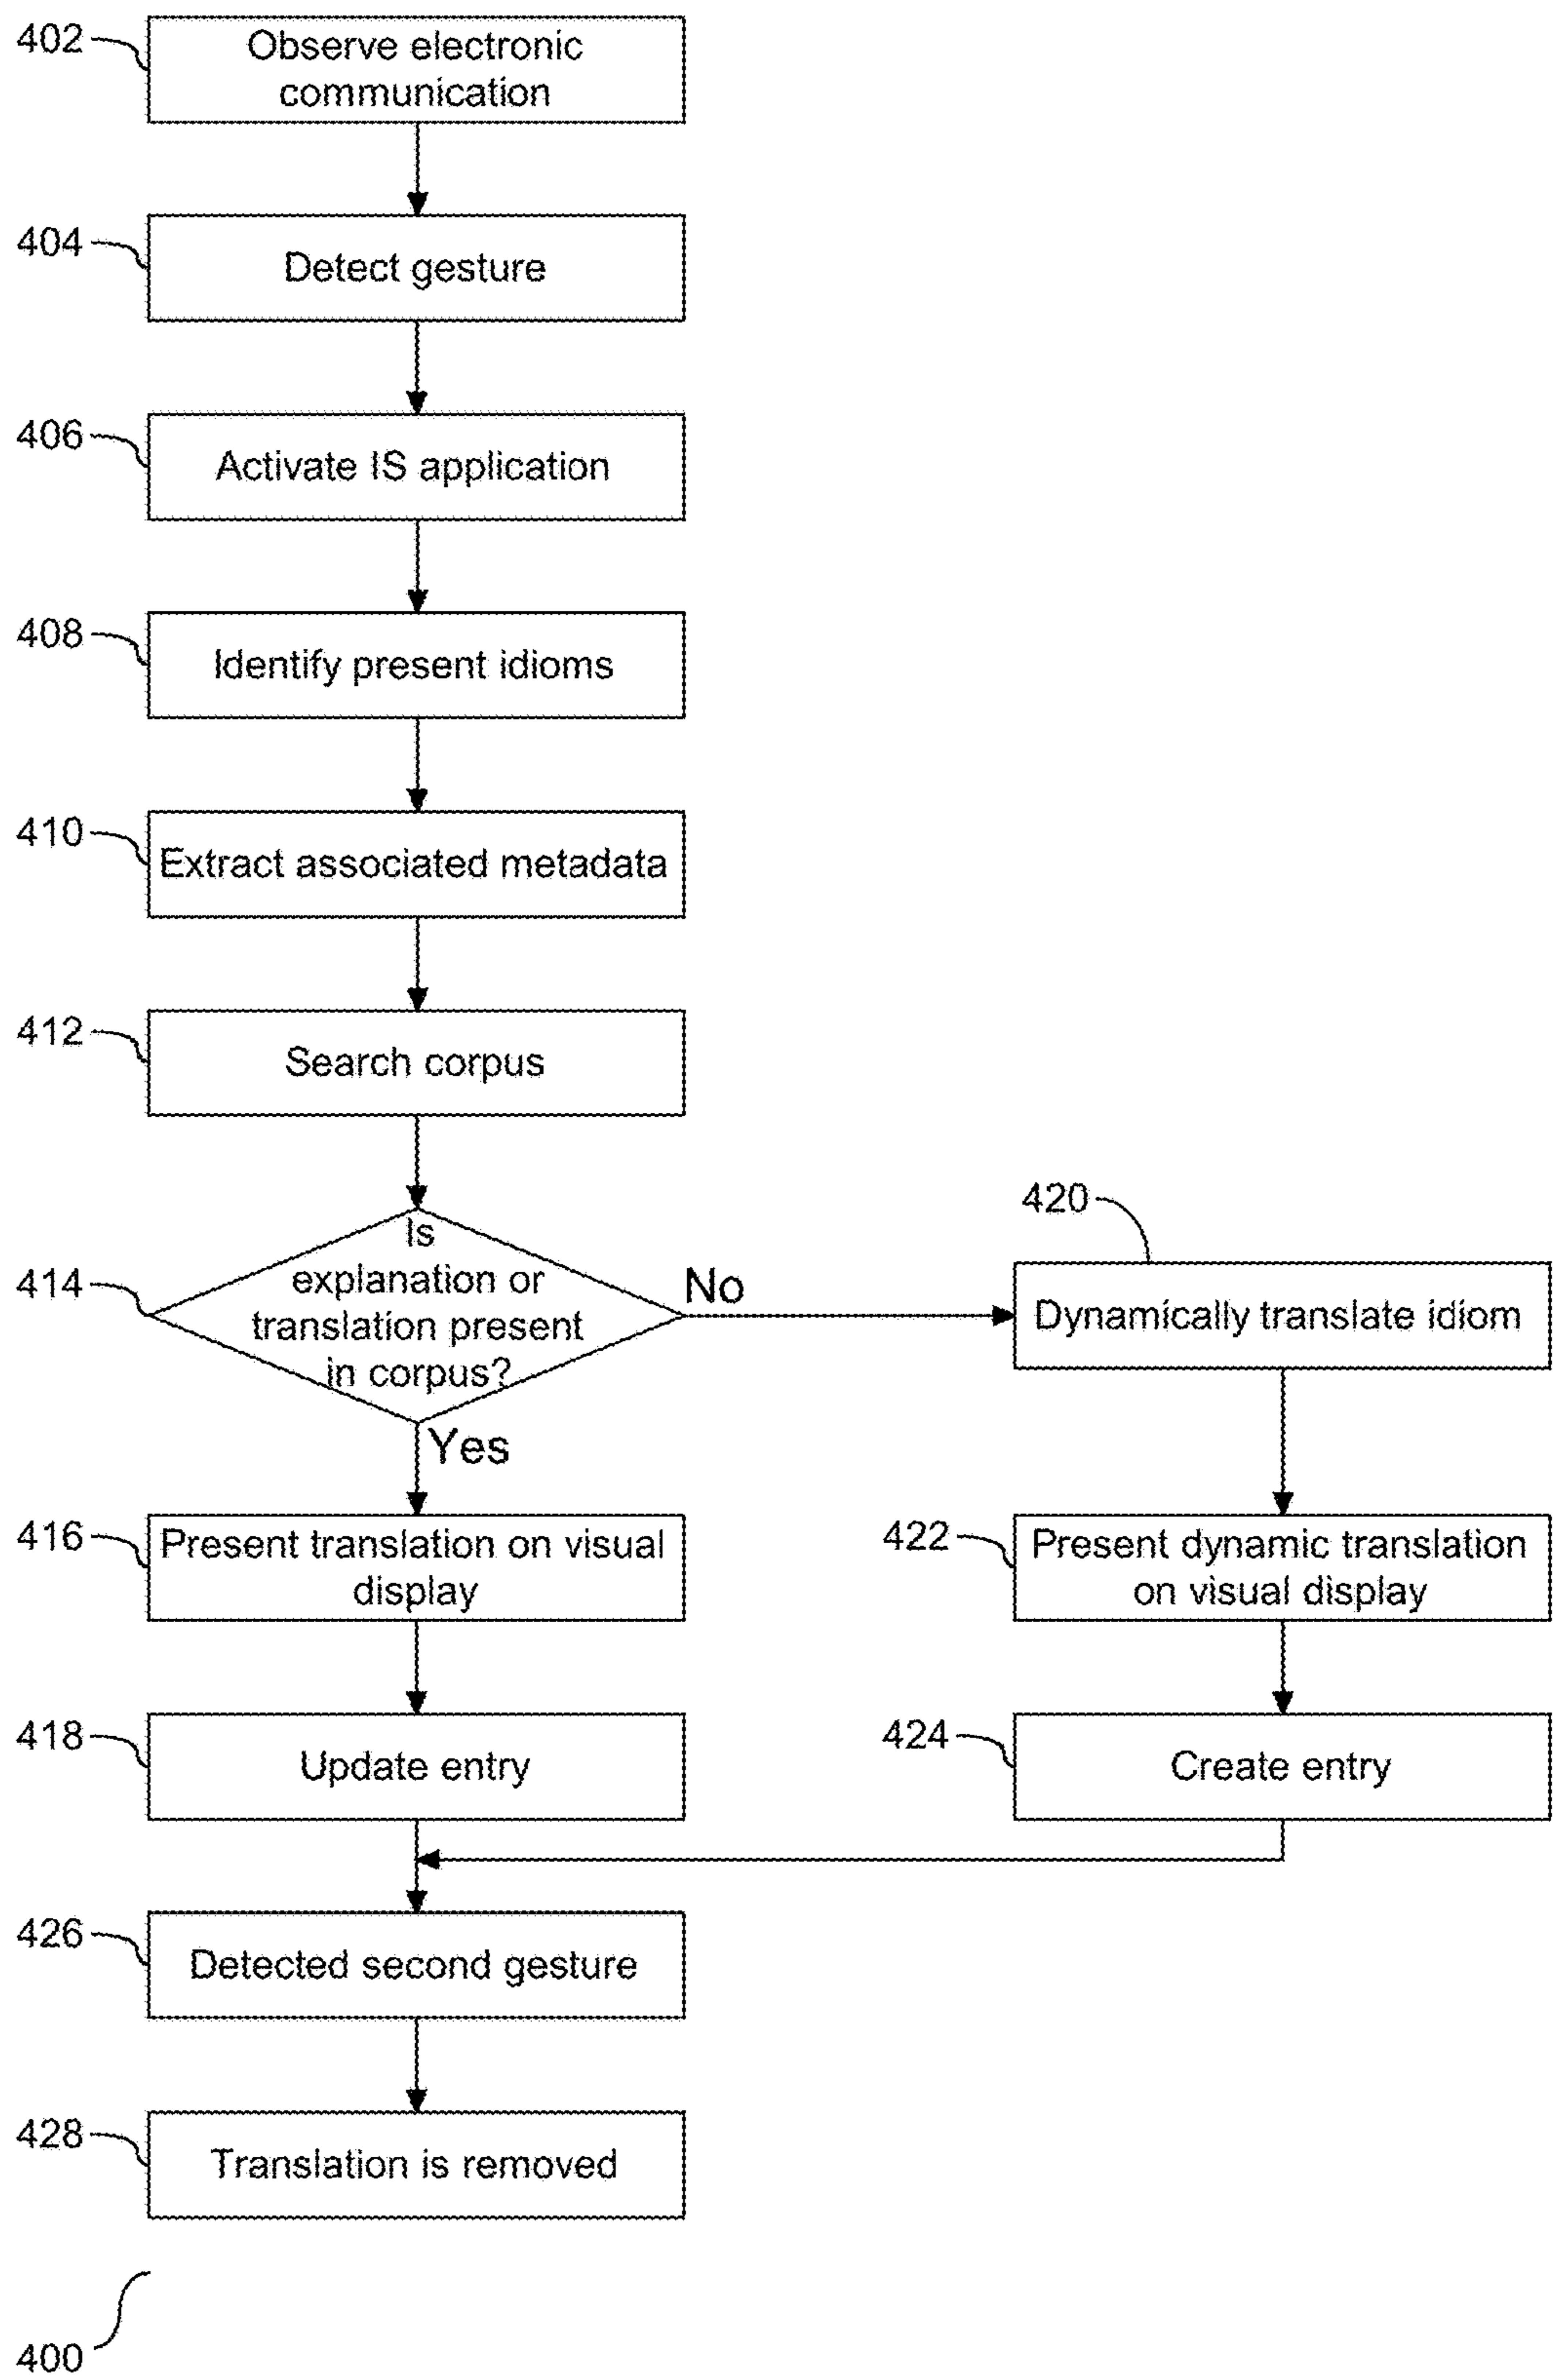 402
Observe electronic
communication
404
Detect gesture
406
Activate IS application
408
Identify present idioms
410
Extract associated metadata
412
Search corpus
414
Is
explanation or
translation present
in corpus?
No
Yes
420
Dynamically translate idiom
416
Present translation on visual
display
422
Present dynamic translation
on visual display
418
Update entry
424
Create entry
426
Detected second gesture
428
Translation is removed
400